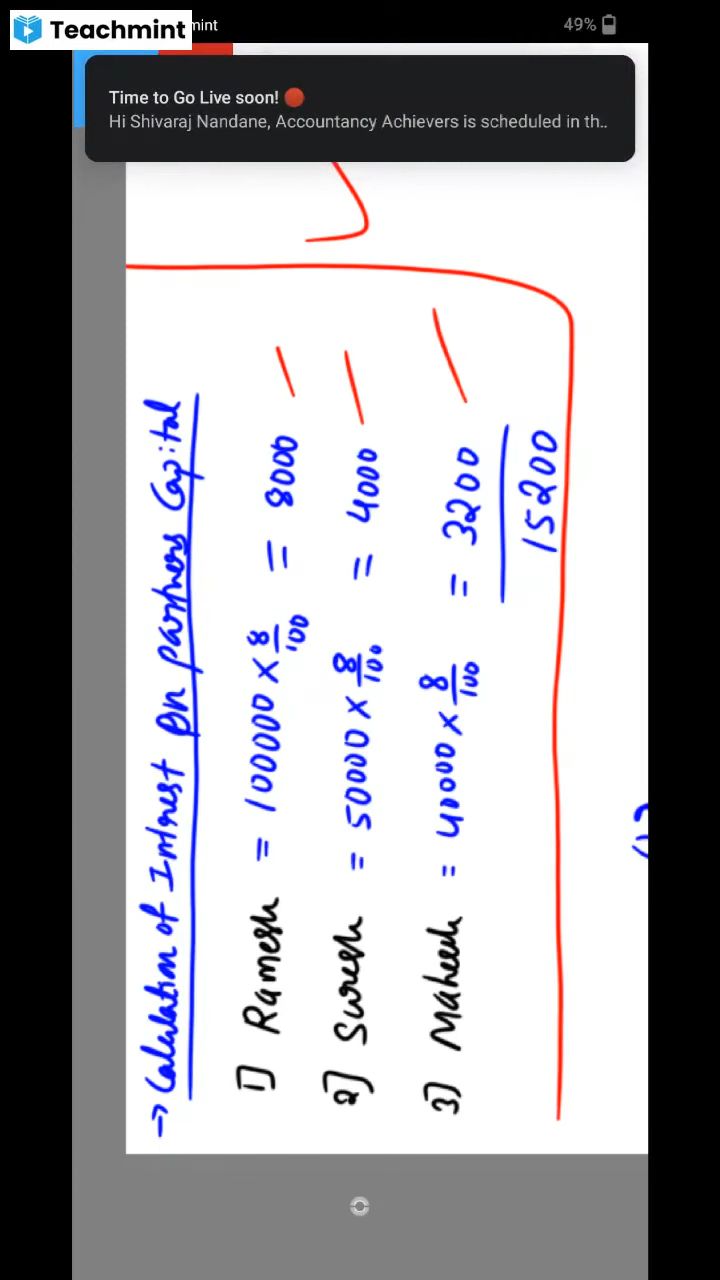 Teachmint
mint
49%
Time to Go Live soon! 🔴
Hi Shivaraj Nandane, Accountancy Achievers is scheduled in th..
→ Calculation of Intrest on partners Capital
1) Ramesh = 100000 × 8/100 = 8000
2) Suresh = 50000 × 8/100 = 4000
3) Mahesh = 40000 × 8/100 = 3200
15200